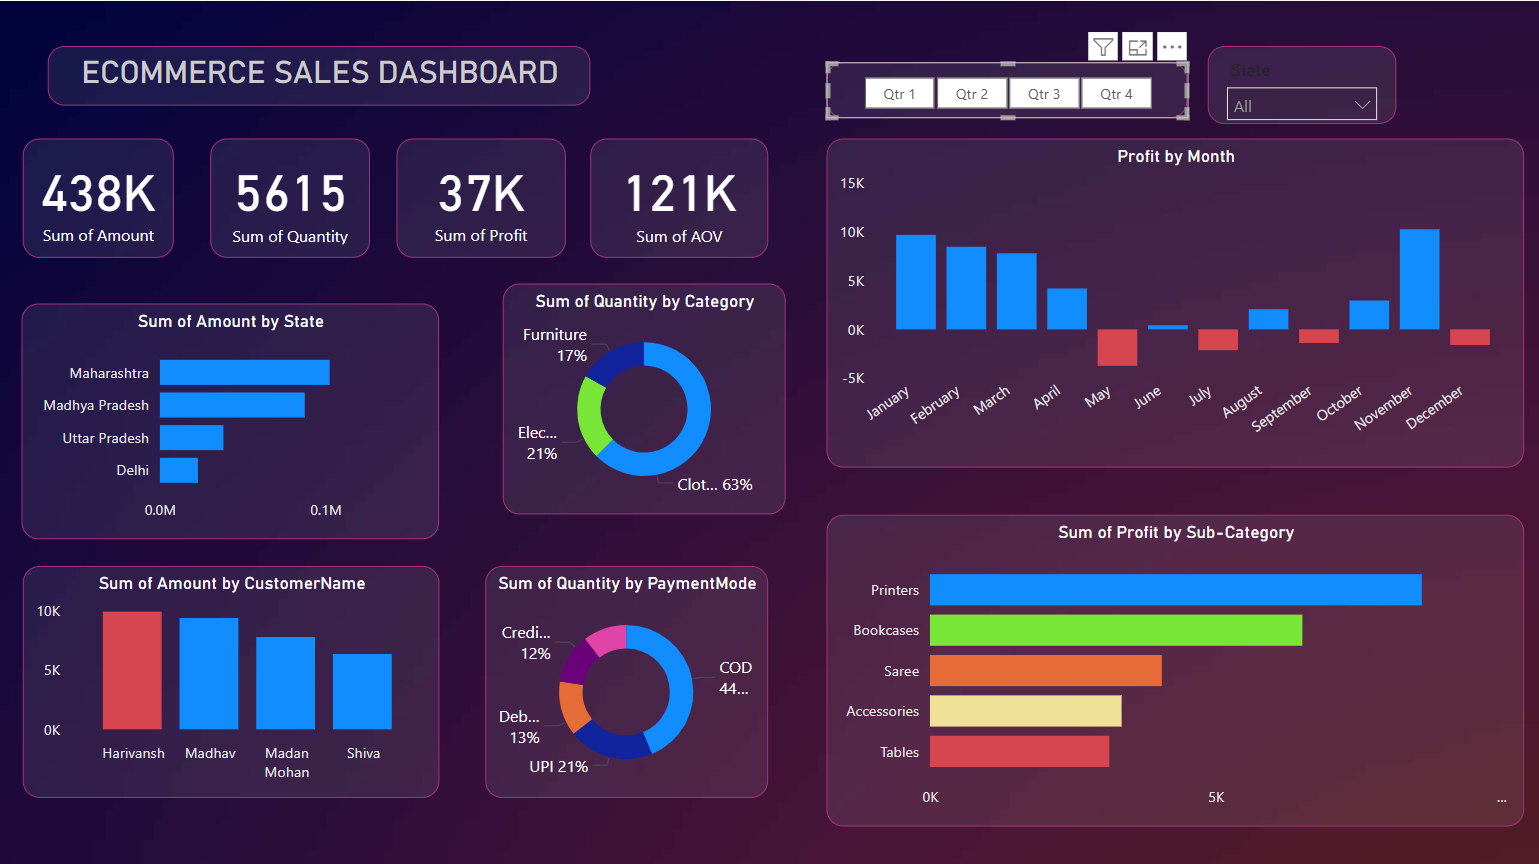 ECOMMERCE SALES DASHBOARD
Qtr 1
Qtr 2
Qtr 3
Qtr 4
State
All
438K
Sum of Amount
5615
Sum of Quantity
37K
Sum of Profit
121K
Sum of AOV
Profit by Month
15K
10K
5K
0K
-5K
January
February
March
April
May
June
July
August
September
October
November
December
Sum of Amount by State
Maharashtra
Madhya Pradesh
Uttar Pradesh
Delhi
0.0M
0.1M
Sum of Quantity by Category
Furniture
17%
Elec...
21%
Clot... 63%
Sum of Amount by CustomerName
10K
5K
0K
Harivansh
Madhav
Madan
Mohan
Shiva
Sum of Quantity by PaymentMode
Credi...
12%
COD
44...
Deb...
13%
UPI 21%
Sum of Profit by Sub-Category
Printers
Bookcases
Saree
Accessories
Tables
0K
5K
...